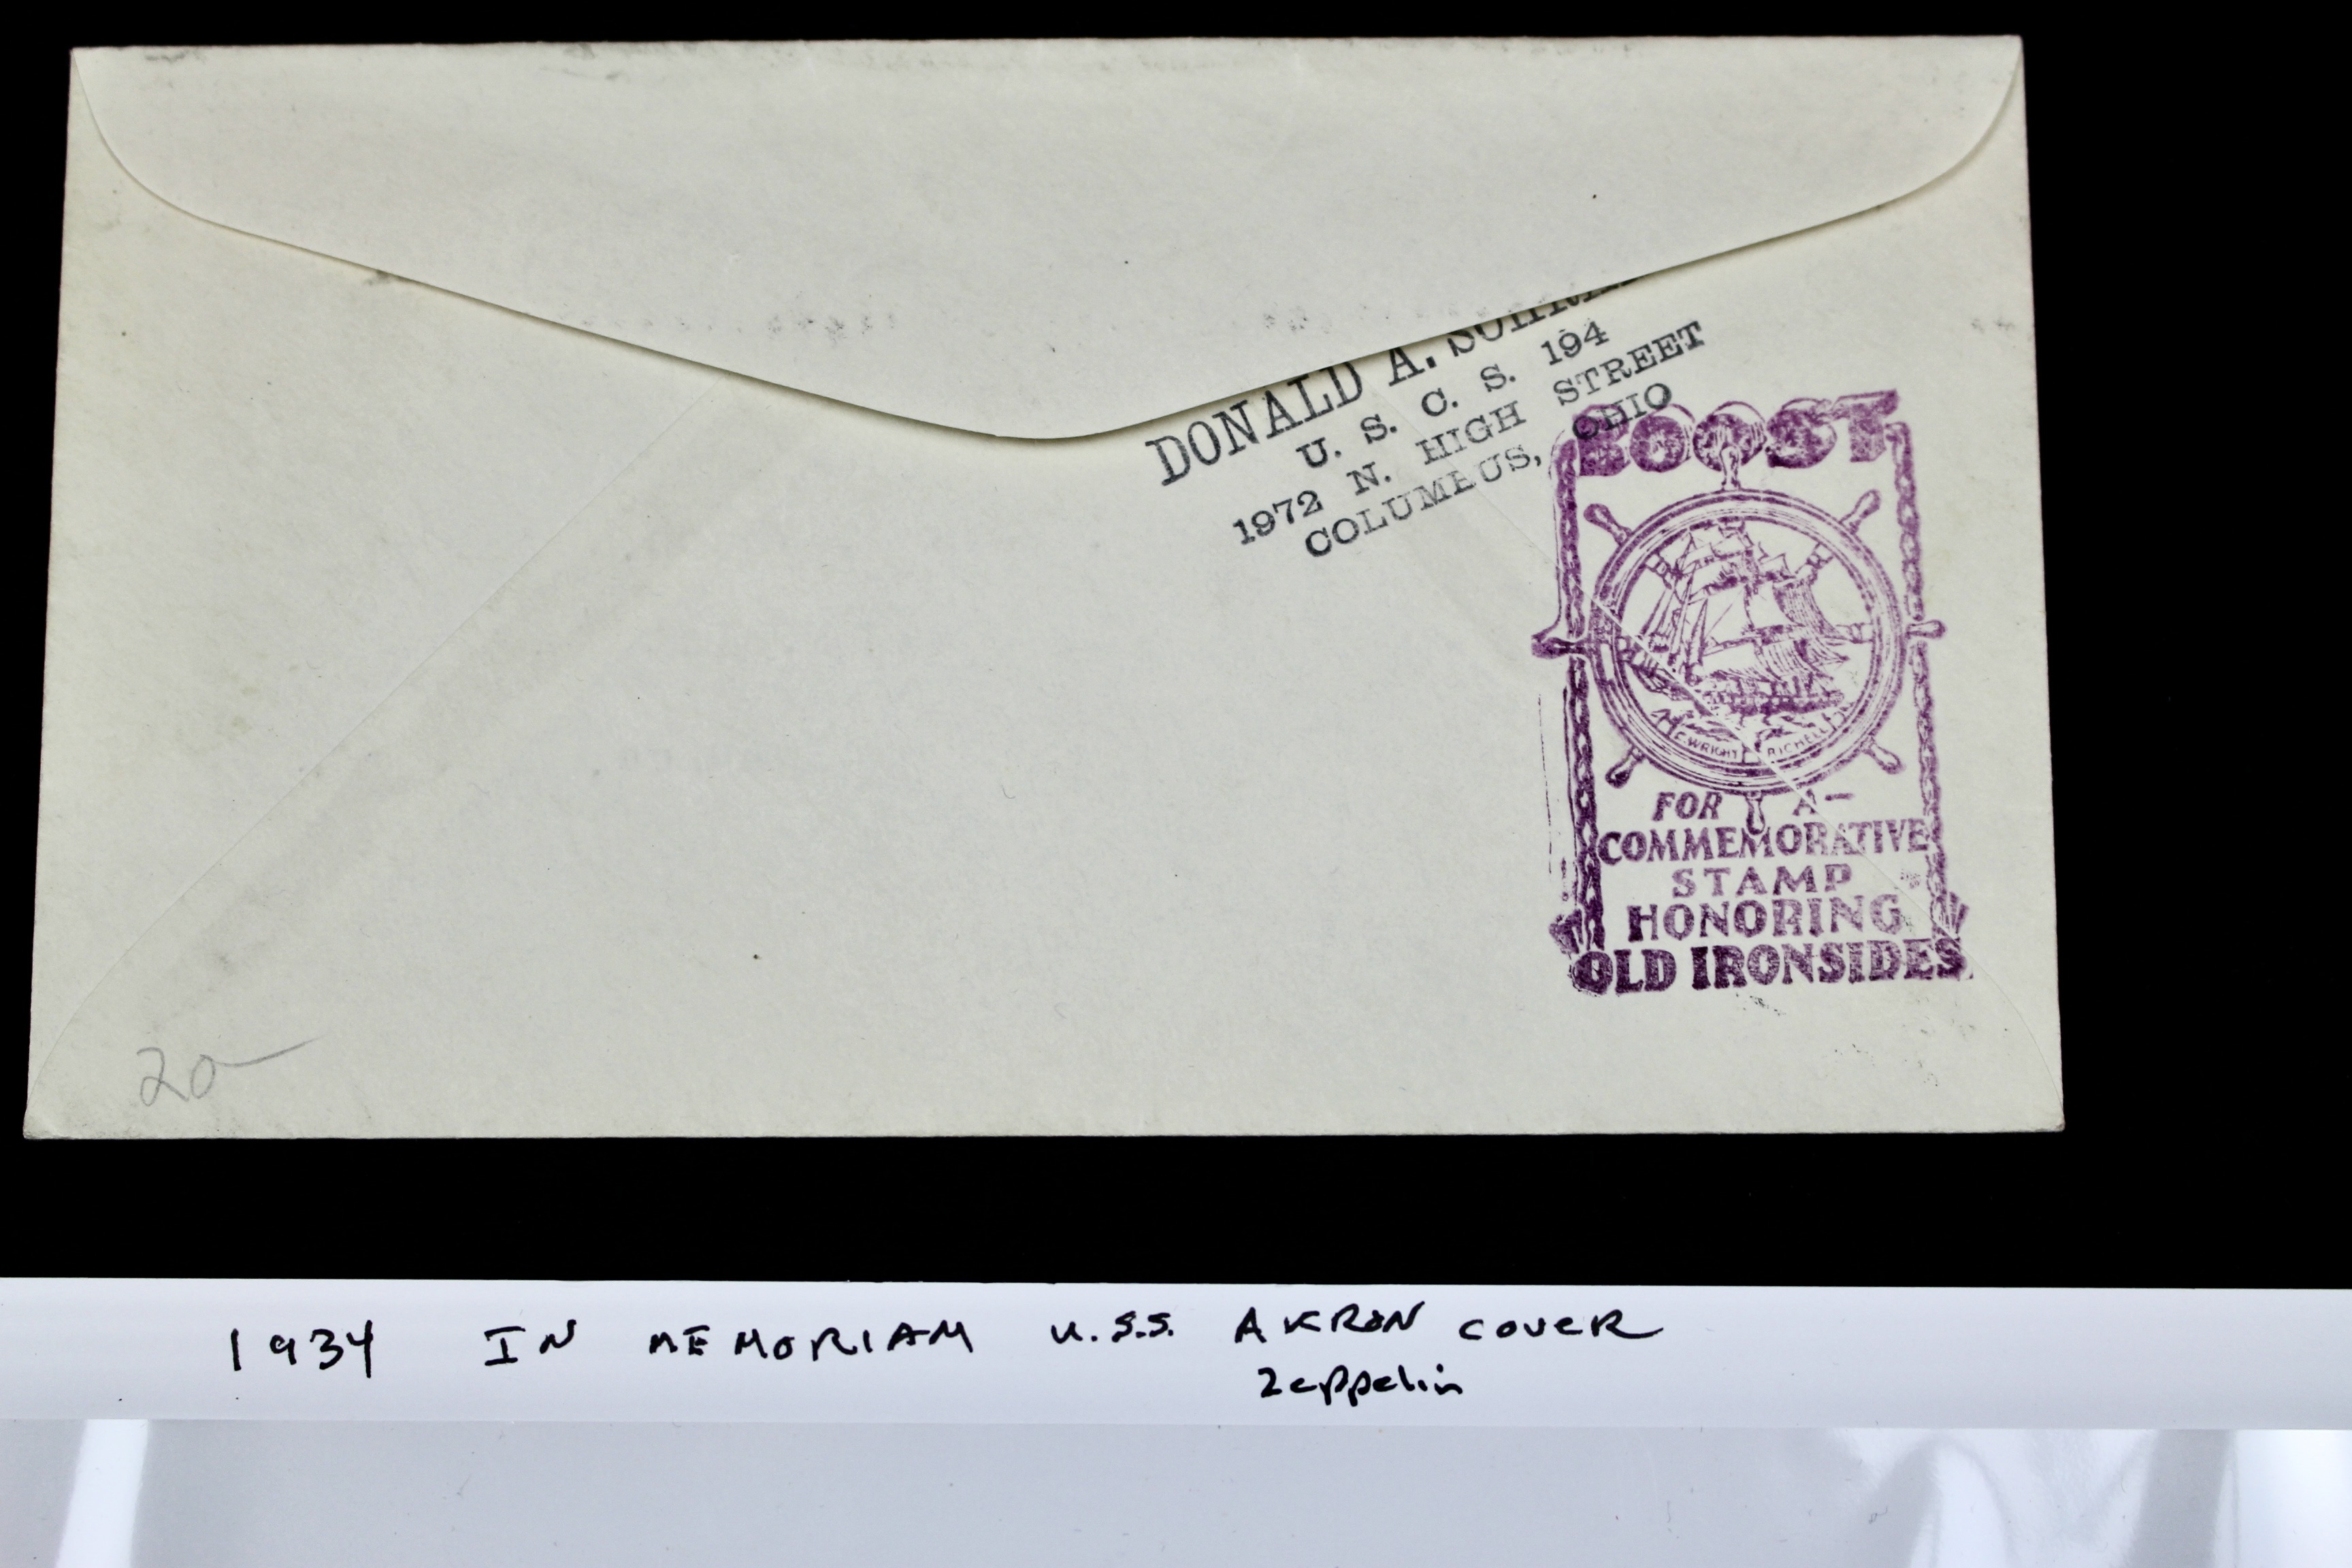 DONALD A.
U. S. C. S. 194
1972 N. HIGH STREET
COLUMBUS, OHIO
BOOST
E. WRIGHT
FOR A—
COMMEMORATIVE
STAMP
HONORING
OLD IRONSIDES
20—
1934 IN MEMORIAM U.S.S. AKRON COVER
Zeppelin